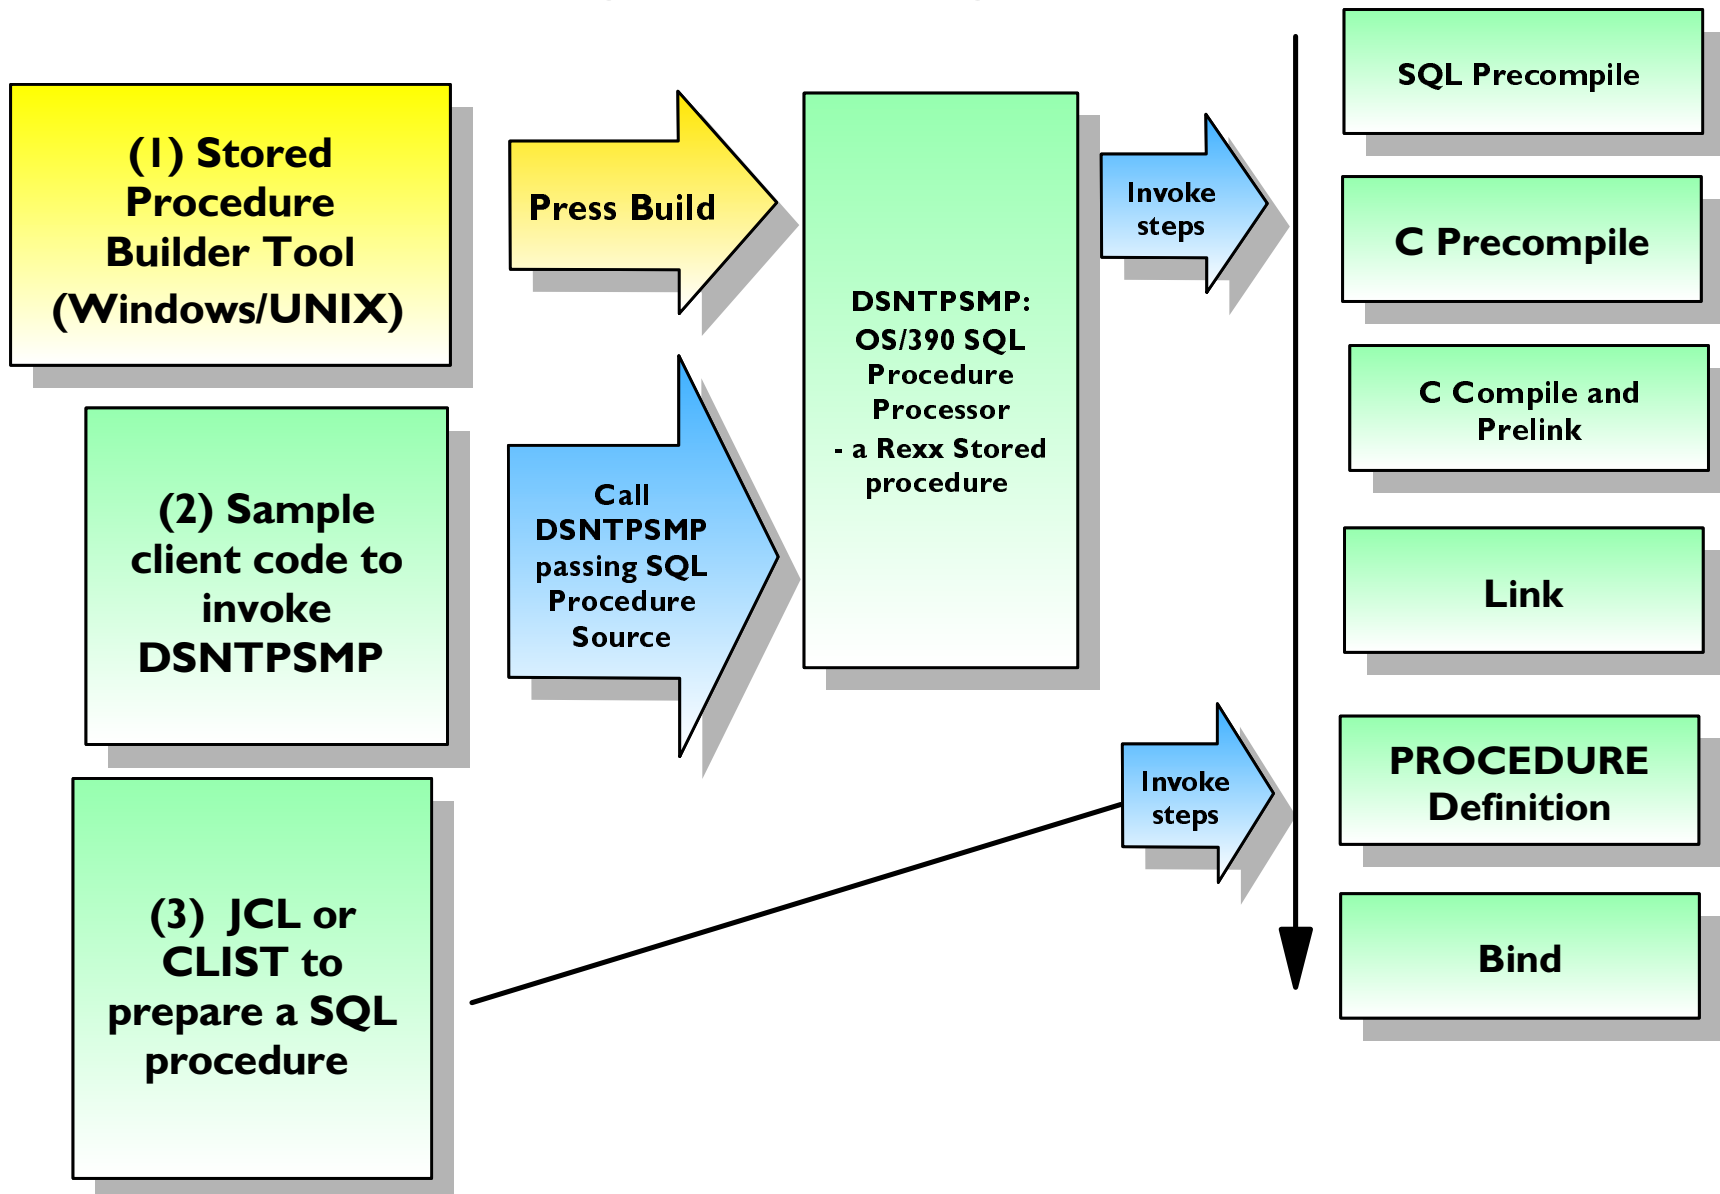 (1) Stored
Procedure
Builder Tool
(Windows/UNIX)
Press Build
(2) Sample
client code to
invoke
DSNTPSMP
Call
DSNTPSMP
passing SQL
Procedure
Source
(3) JCL or
CLIST to
prepare a SQL
procedure
DSNTPSMP:
OS/390 SQL
Procedure
Processor
- a Rexx Stored
procedure
Invoke
steps
Invoke
steps
SQL Precompile
C Precompile
C Compile and
Prelink
Link
PROCEDURE
Definition
Bind